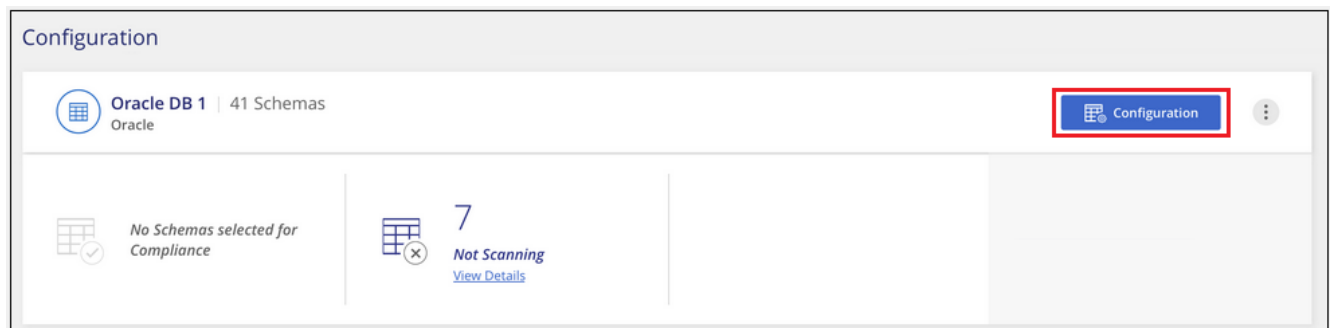 Configuration
Oracle DB 1 | 41 Schemas
Oracle
Configuration
No Schemas selected for
Compliance
7
Not Scanning
View Details